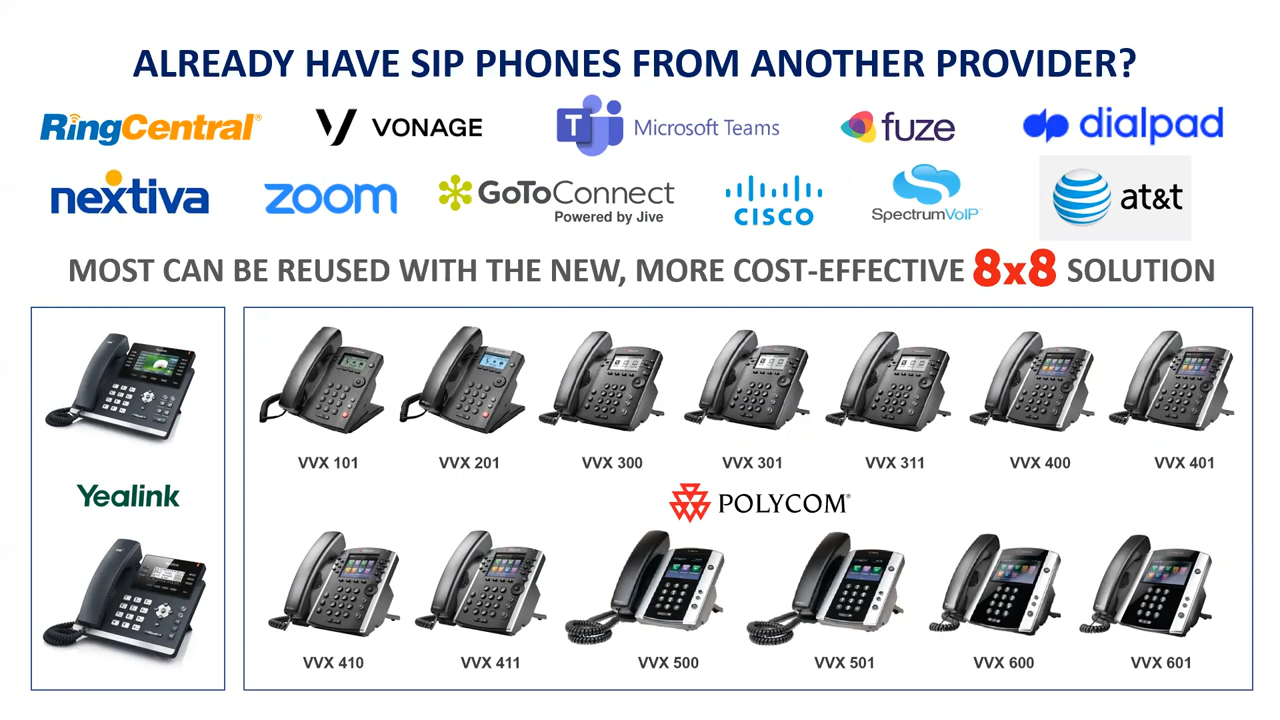 ALREADY HAVE SIP PHONES FROM ANOTHER PROVIDER?
RingCentral®
VONAGE
Microsoft Teams
fuze
dialpad
nextiva
zoom
GoToConnect
Powered by Jive
CISCO
SpectrumVoIP
at&t
MOST CAN BE REUSED WITH THE NEW, MORE COST-EFFECTIVE 8x8 SOLUTION
Yealink
VVX 101
VVX 201
VVX 300
VVX 301
VVX 311
VVX 400
VVX 401
POLYCOM®
VVX 410
VVX 411
VVX 500
VVX 501
VVX 600
VVX 601